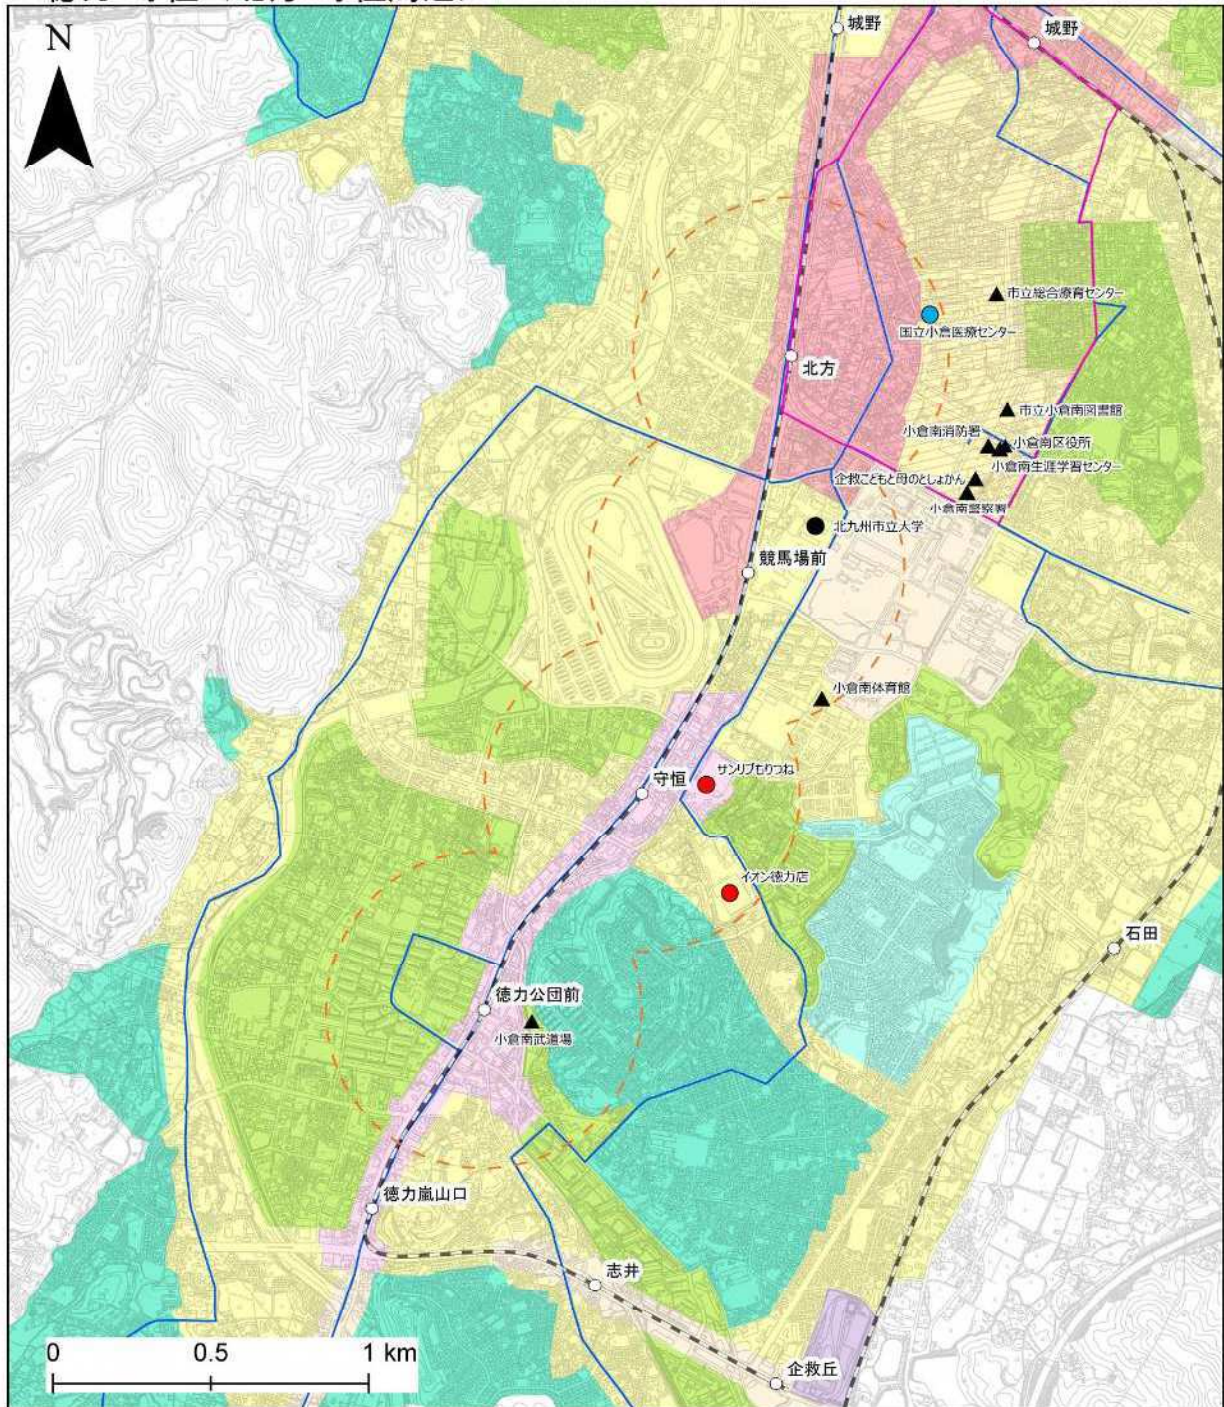 N
城野
城野
市立総合療育センター
国立小倉医療センター
北方
市立小倉南図書館
小倉南消防署
小倉南区役所
小倉南生涯学習センター
企救こどもと母のとしょかん
小倉南警察署
北九州市立大学
競馬場前
小倉南体育館
サンリブもりつね
守恒
イオン徳力店
石田
徳力公団前
小倉南武道場
徳力嵐山口
志井
企救丘
0 0.5 1 km